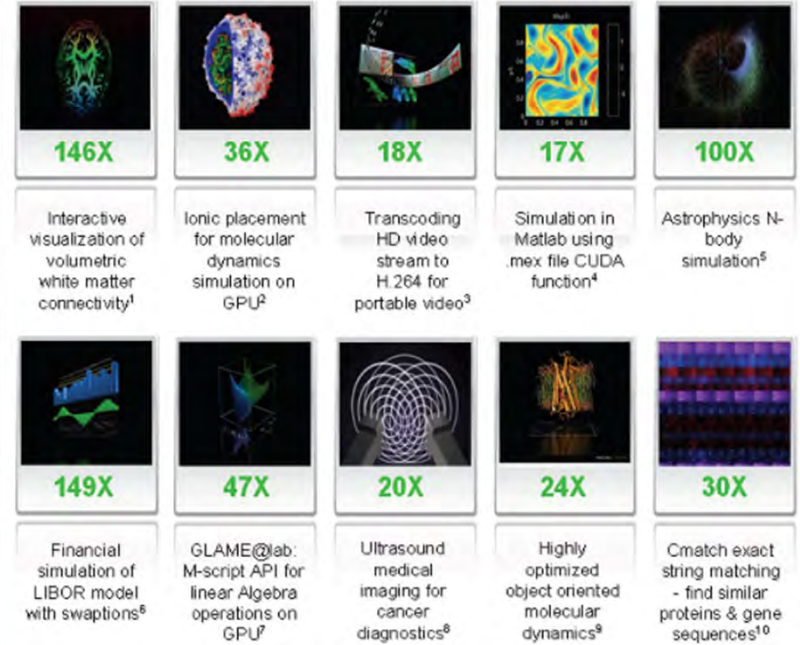 146X
36X
18X
17X
100X
Interactive
visualization of
volumetric
white matter
connectivity1
Ionic placement
for molecular
dynamics
simulation on
GPU2
Transcoding
HD video
stream to
H.264 for
portable video3
Simulation in
Matlab using
.mex file CUDA
function4
Astrophysics N-
body
simulation5
149X
47X
20X
24X
30X
Financial
simulation of
LIBOR model
with swaptions6
GLAME@lab:
M-script API for
linear Algebra
operations on
GPU7
Ultrasound
medical
imaging for
cancer
diagnostics8
Highly
optimized
object oriented
molecular
dynamics9
Cmatch exact
string matching
- find similar
proteins & gene
sequences10